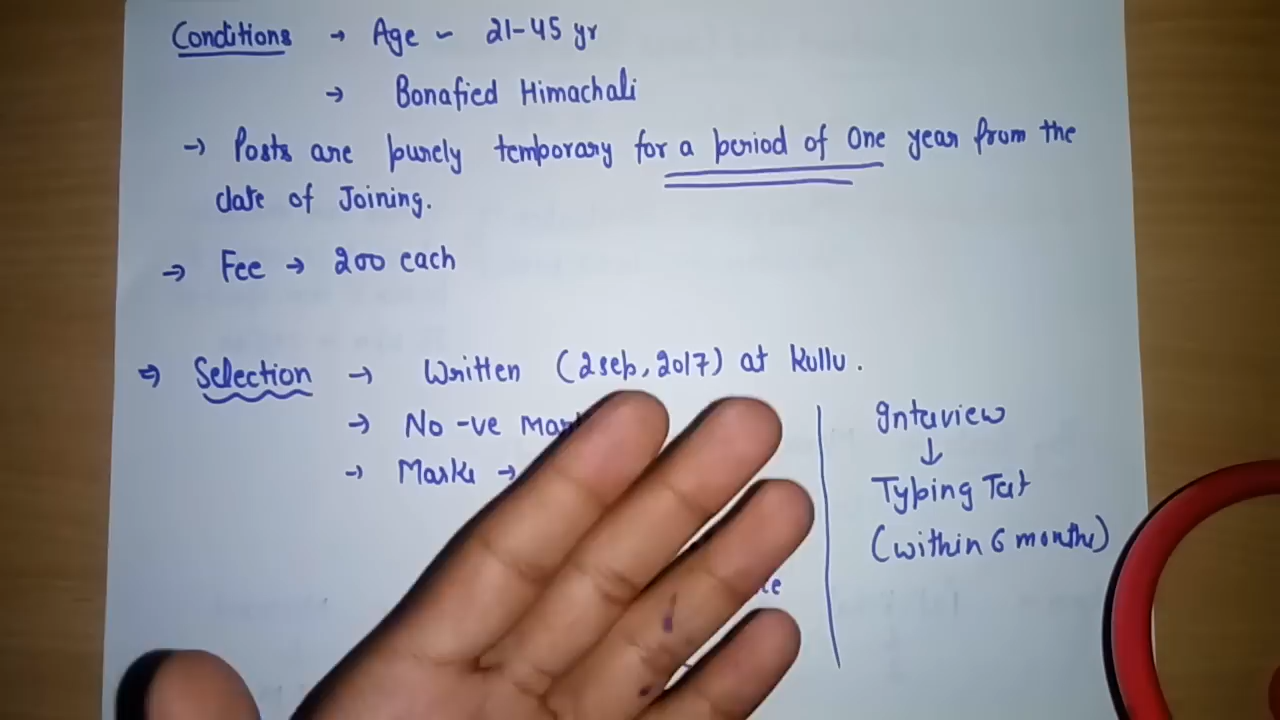 Conditions → Age ~ 21-45 yr
→ Bonafied Himachali
→ Posts are purely temporary for a period of One year from the
date of Joining.
→ Fee → 200 each
⇒ Selection → Written (2 Sep, 2017) at Kullu.
→ No -ve
→ Marks →
Interview
↓
Typing Test
(within 6 months)